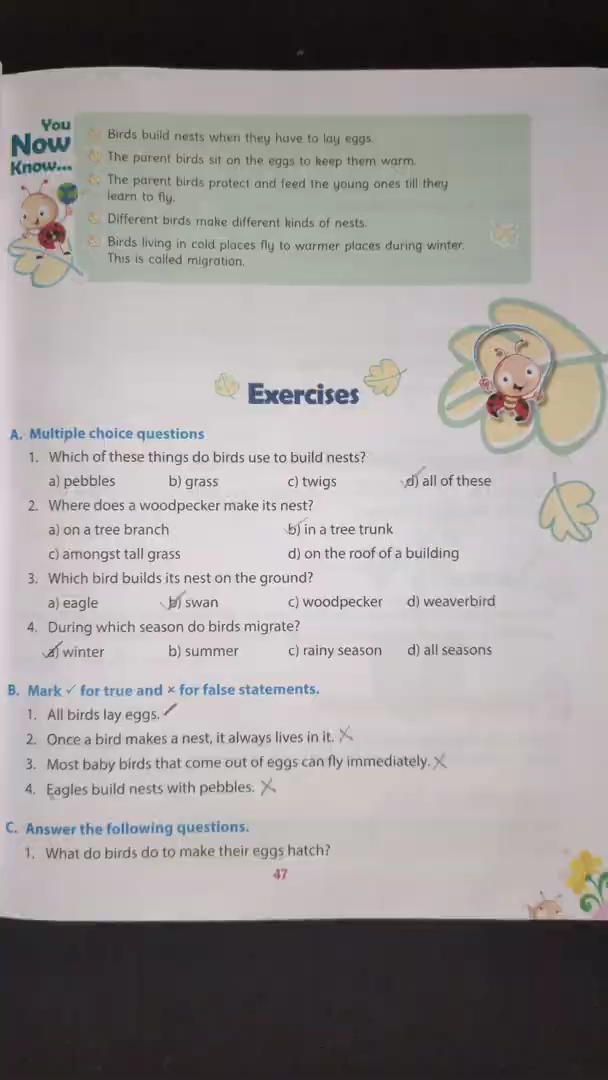 You
Now
Know...
Birds build nests when they have to lay eggs.
The parent birds sit on the eggs to keep them warm.
The parent birds protect and feed the young ones till they
learn to fly.
Different birds make different kinds of nests.
Birds living in cold places fly to warmer places during winter.
This is called migration.
Exercises
A. Multiple choice questions
1. Which of these things do birds use to build nests?
a) pebbles b) grass c) twigs d) all of these
2. Where does a woodpecker make its nest?
a) on a tree branch b) in a tree trunk
c) amongst tall grass d) on the roof of a building
3. Which bird builds its nest on the ground?
a) eagle b) swan c) woodpecker d) weaverbird
4. During which season do birds migrate?
a) winter b) summer c) rainy season d) all seasons
B. Mark ✓ for true and × for false statements.
1. All birds lay eggs.
2. Once a bird makes a nest, it always lives in it. X
3. Most baby birds that come out of eggs can fly immediately. X
4. Eagles build nests with pebbles. X
C. Answer the following questions.
1. What do birds do to make their eggs hatch?
47